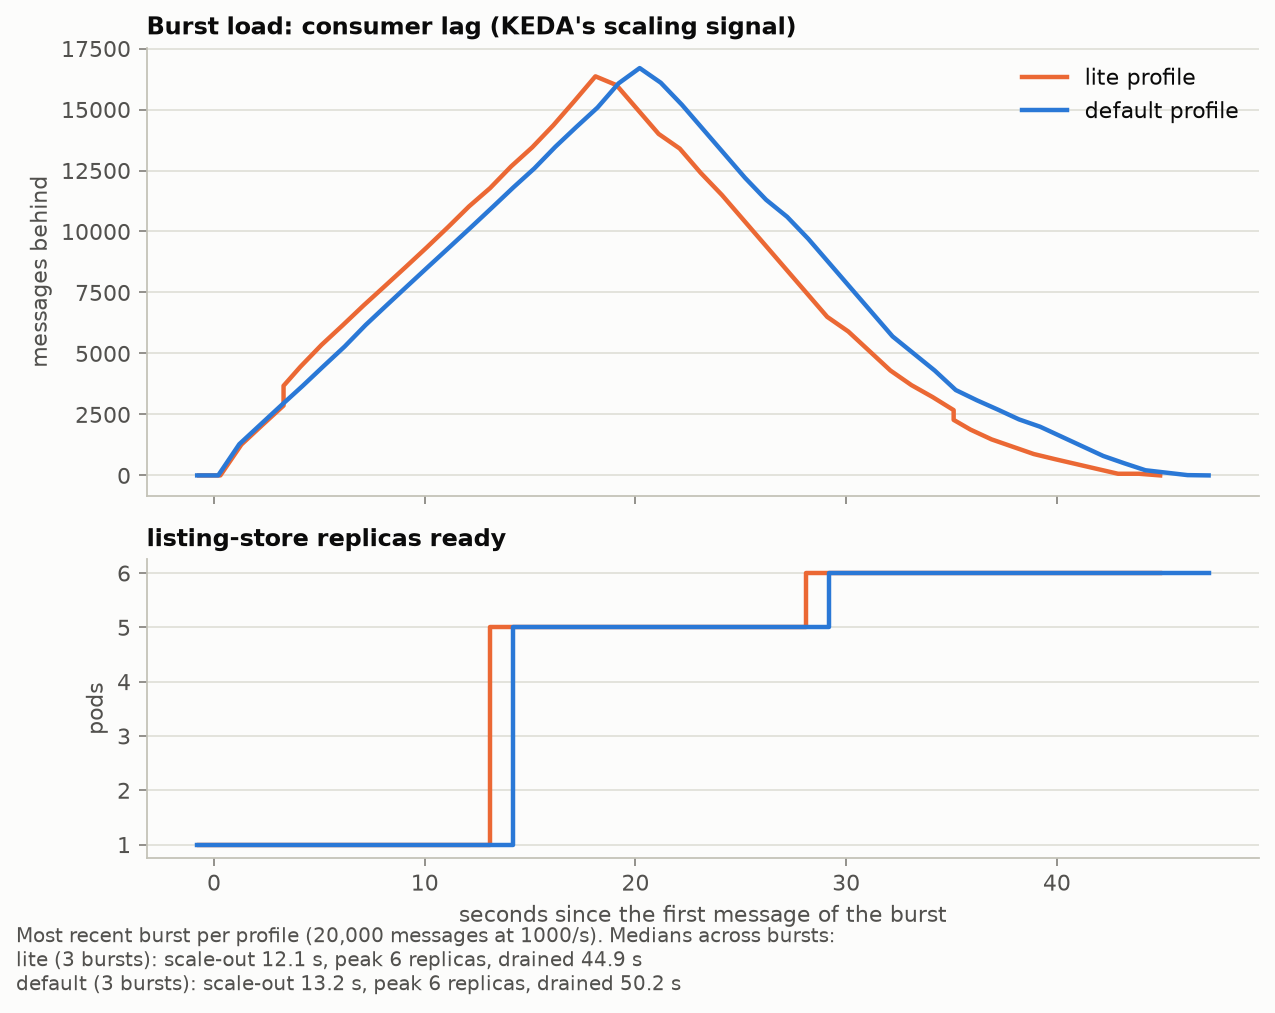 Burst load: consumer lag (KEDA's scaling signal)
17500
15000
12500
10000
7500
5000
2500
0
messages behind
lite profile
default profile
listing-store replicas ready
6
5
4
3
2
1
pods
0 10 20 30 40
seconds since the first message of the burst
Most recent burst per profile (20,000 messages at 1000/s). Medians across bursts:
lite (3 bursts): scale-out 12.1 s, peak 6 replicas, drained 44.9 s
default (3 bursts): scale-out 13.2 s, peak 6 replicas, drained 50.2 s